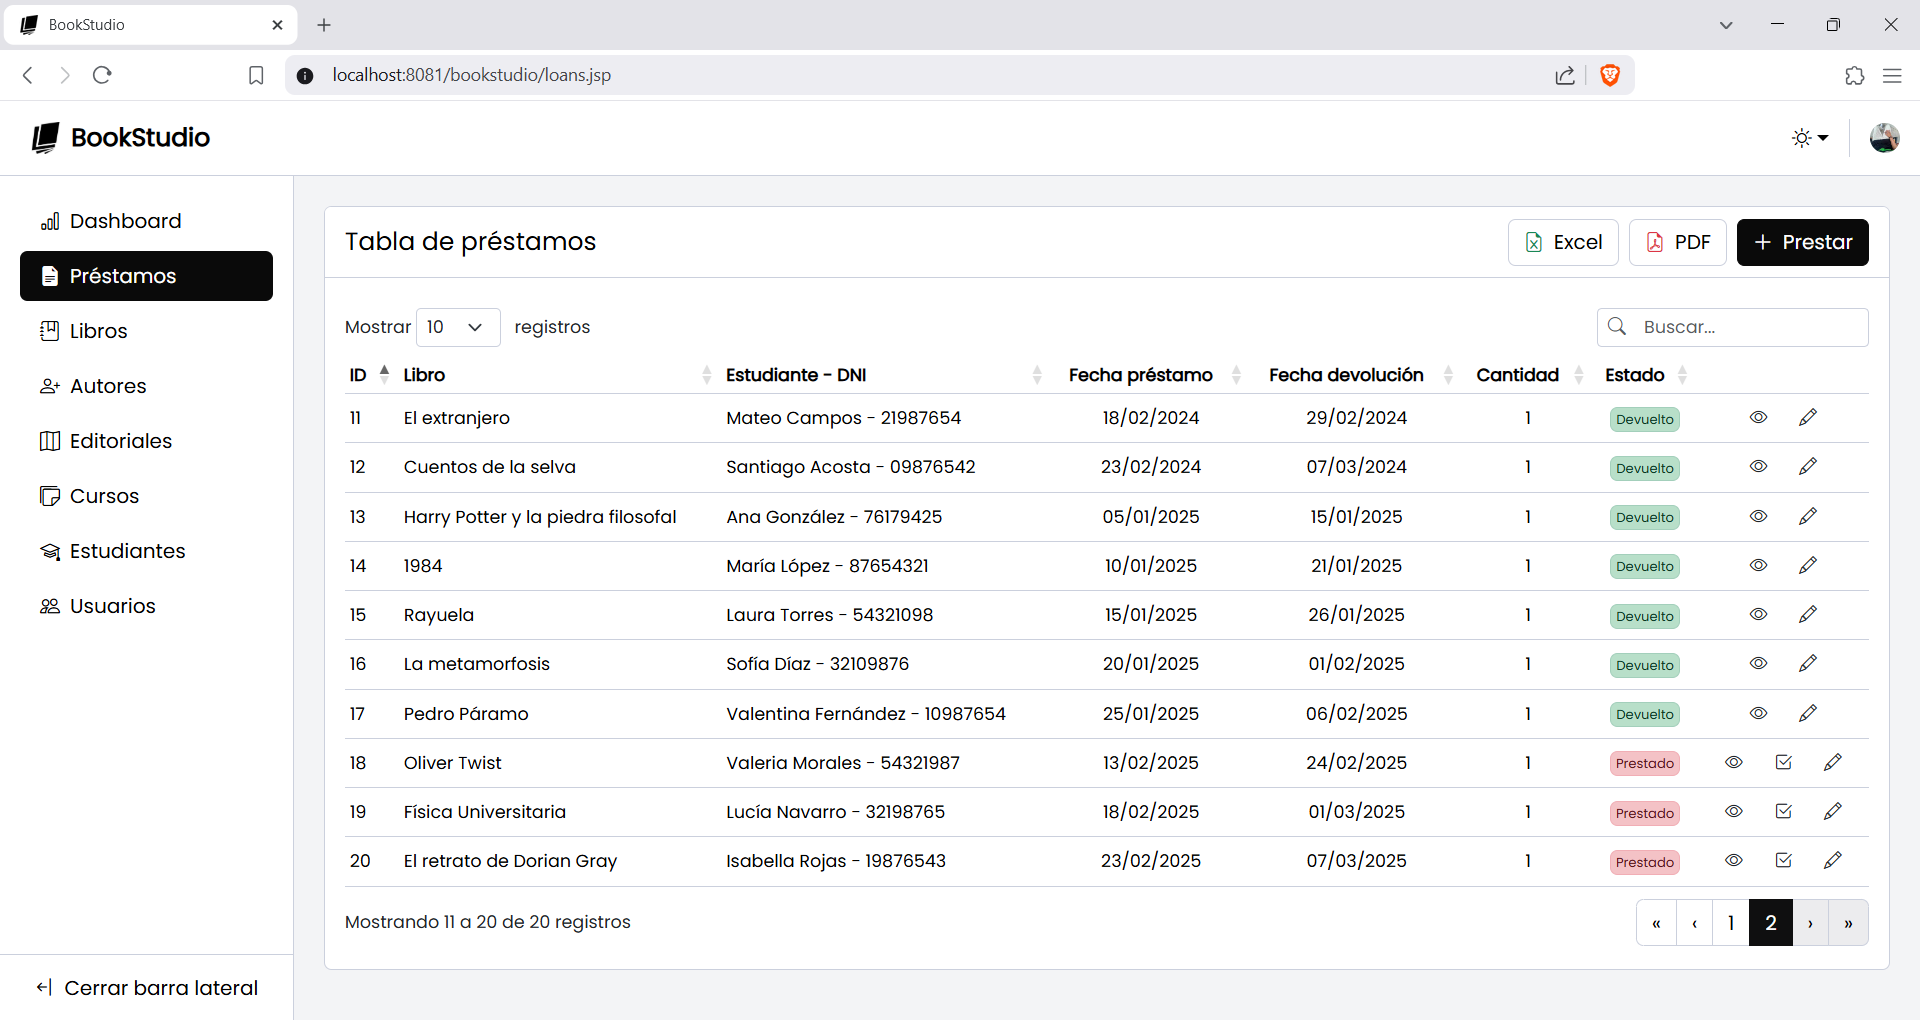 BookStudio
localhost:8081/bookstudio/loans.jsp
BookStudio
Dashboard
Préstamos
Libros
Autores
Editoriales
Cursos
Estudiantes
Usuarios
Cerrar barra lateral
Tabla de préstamos
Excel
PDF
+ Prestar
Mostrar 10 registros
Buscar...
ID Libro Estudiante - DNI Fecha préstamo Fecha devolución Cantidad Estado
11 El extranjero Mateo Campos - 21987654 18/02/2024 29/02/2024 1 Devuelto
12 Cuentos de la selva Santiago Acosta - 09876542 23/02/2024 07/03/2024 1 Devuelto
13 Harry Potter y la piedra filosofal Ana González - 76179425 05/01/2025 15/01/2025 1 Devuelto
14 1984 María López - 87654321 10/01/2025 21/01/2025 1 Devuelto
15 Rayuela Laura Torres - 54321098 15/01/2025 26/01/2025 1 Devuelto
16 La metamorfosis Sofía Díaz - 32109876 20/01/2025 01/02/2025 1 Devuelto
17 Pedro Páramo Valentina Fernández - 10987654 25/01/2025 06/02/2025 1 Devuelto
18 Oliver Twist Valeria Morales - 54321987 13/02/2025 24/02/2025 1 Prestado
19 Física Universitaria Lucía Navarro - 32198765 18/02/2025 01/03/2025 1 Prestado
20 El retrato de Dorian Gray Isabella Rojas - 19876543 23/02/2025 07/03/2025 1 Prestado
Mostrando 11 a 20 de 20 registros
« ‹ 1 2 › »